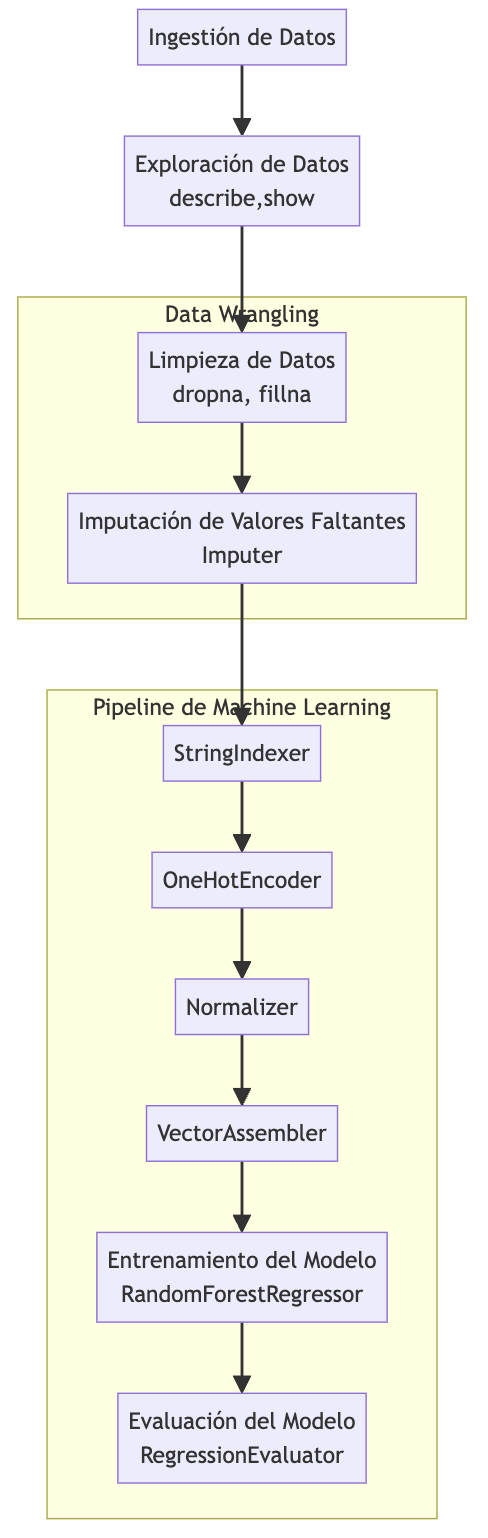 Ingestión de Datos
Exploración de Datos
describe,show
Data Wrangling
Limpieza de Datos
dropna, fillna
Imputación de Valores Faltantes
Imputer
Pipeline de Machine Learning
StringIndexer
OneHotEncoder
Normalizer
VectorAssembler
Entrenamiento del Modelo
RandomForestRegressor
Evaluación del Modelo
RegressionEvaluator